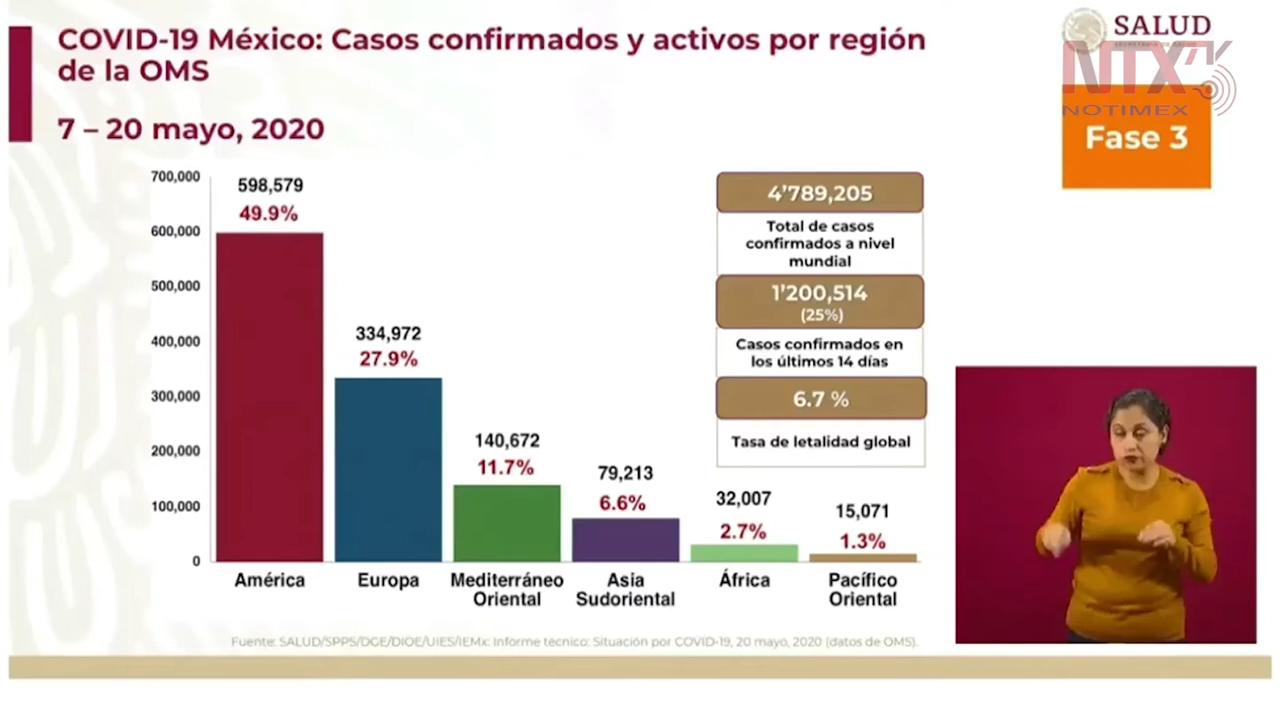 COVID-19 México: Casos confirmados y activos por región
de la OMS
7 – 20 mayo, 2020
SALUD
NTX
NOTIMEX
Fase 3
700,000
600,000
500,000
400,000
300,000
200,000
100,000
0
598,579
49.9%
334,972
27.9%
140,672
11.7%
79,213
6.6%
32,007
2.7%
15,071
1.3%
América
Europa
Mediterráneo
Oriental
Asia
Sudoriental
África
Pacífico
Oriental
4'789,205
Total de casos
confirmados a nivel
mundial
1'200,514
(25%)
Casos confirmados en
los últimos 14 días
6.7 %
Tasa de letalidad global
Fuente: SALUD/SPPS/DGE/DIOE/UIES/IEMx: Informe técnico: Situación por COVID-19, 20 mayo, 2020 (datos de OMS).